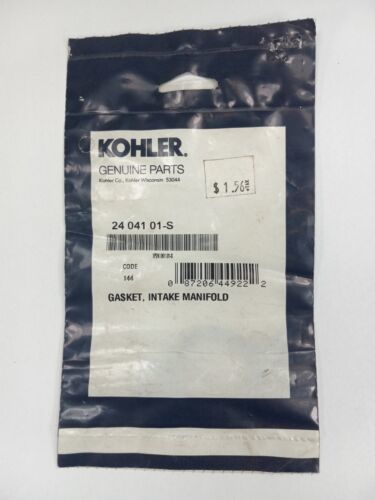 KOHLER.
GENUINE PARTS
Kohler Co., Kohler Wisconsin 53044
$ 1.56
24 041 01-S
CODE
144
0 87206 44922 2
GASKET, INTAKE MANIFOLD